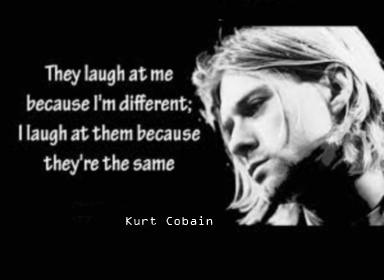 They laugh at me
because I'm different;
I laugh at them because
they're the same
Kurt Cobain